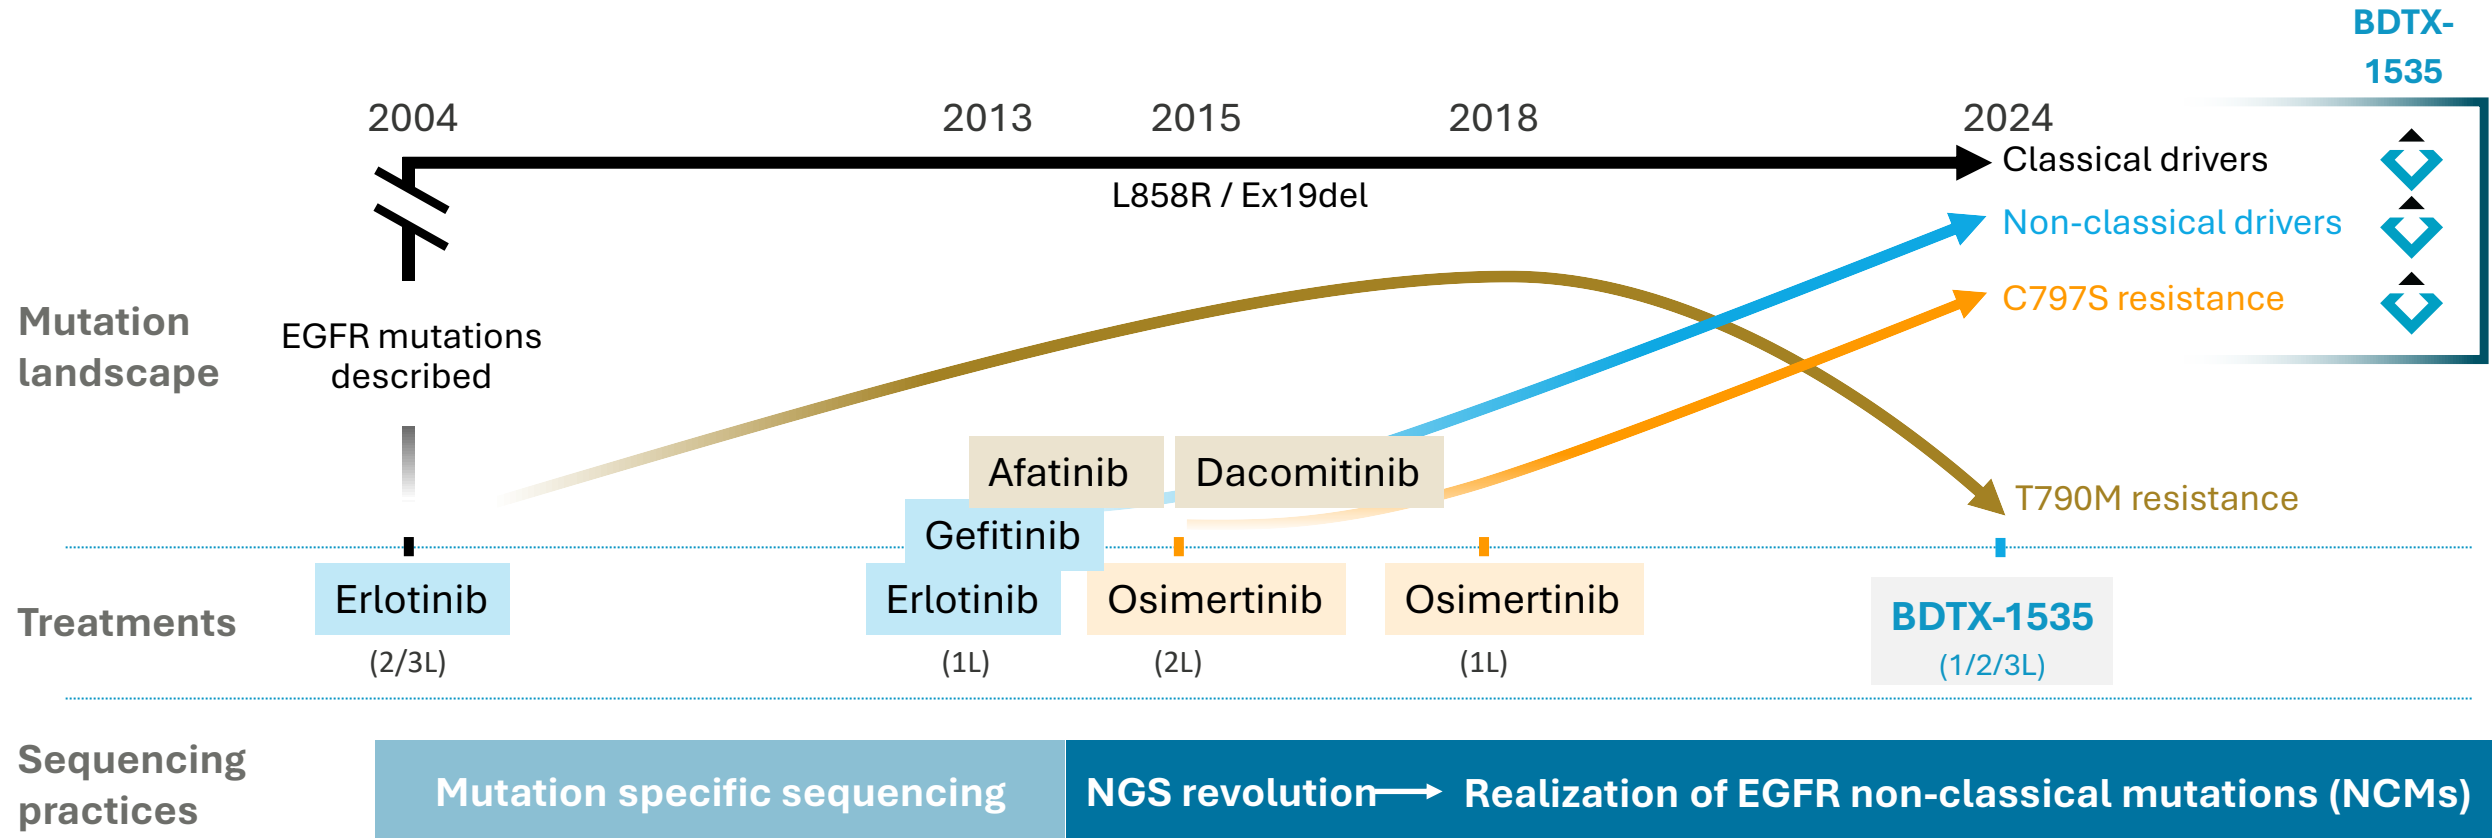 BDTX-
1535
2004
2013
2015
2018
2024
Classical drivers
L858R / Ex19del
Non-classical drivers
C797S resistance
Mutation
landscape
EGFR mutations
described
Afatinib
Dacomitinib
T790M resistance
Gefitinib
Treatments
Erlotinib
(2/3L)
Erlotinib
(1L)
Osimertinib
(2L)
Osimertinib
(1L)
BDTX-1535
(1/2/3L)
Sequencing
practices
Mutation specific sequencing
NGS revolution
Realization of EGFR non-classical mutations (NCMs)